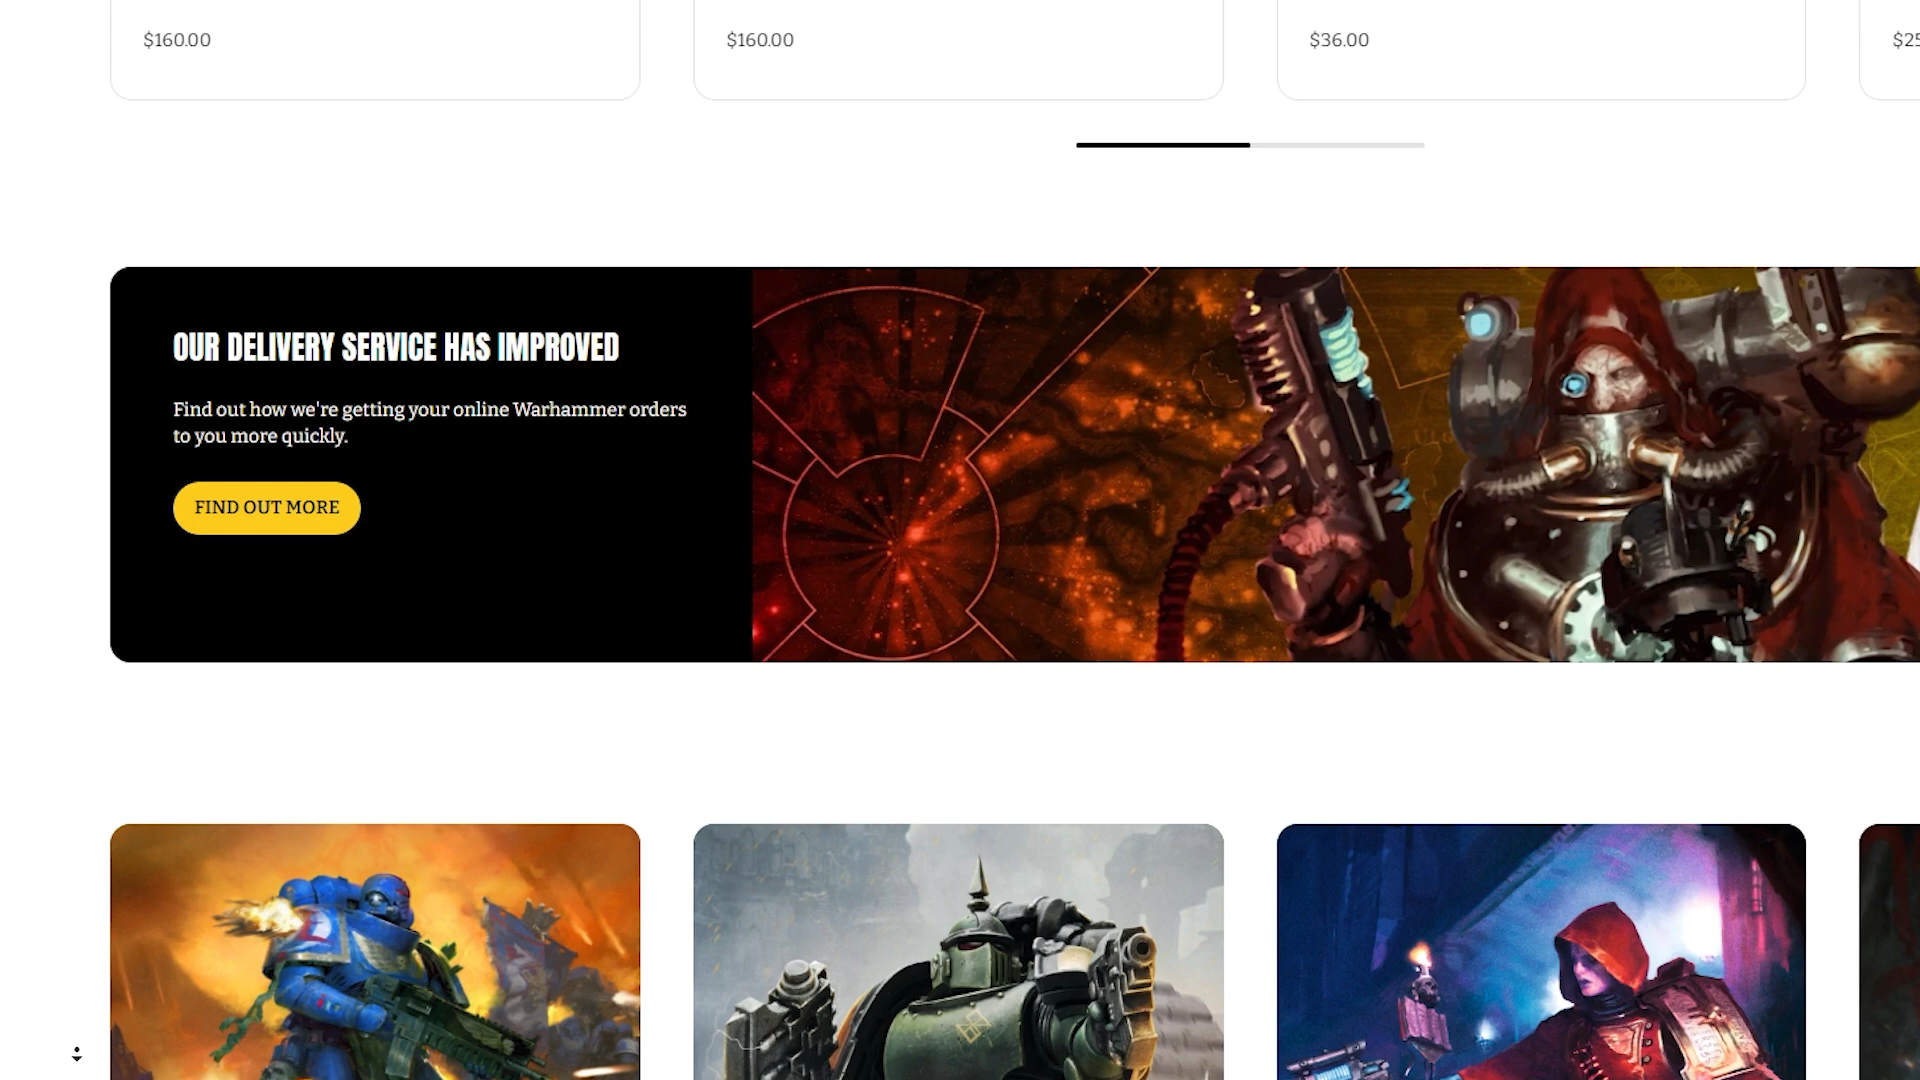 $160.00
$160.00
$36.00
OUR DELIVERY SERVICE HAS IMPROVED
Find out how we're getting your online Warhammer orders
to you more quickly.
FIND OUT MORE